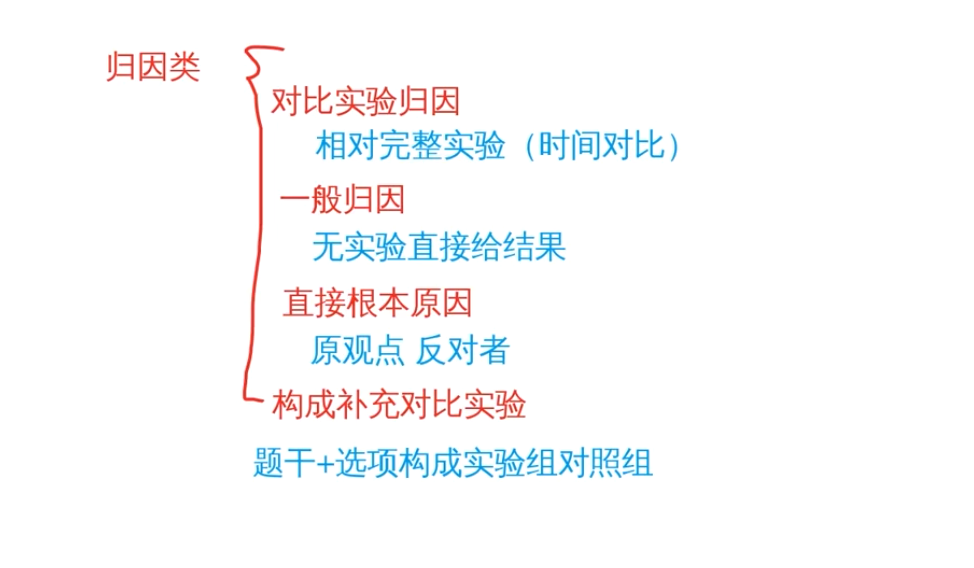 归因类
对比实验归因
相对完整实验（时间对比）
一般归因
无实验直接给结果
直接根本原因
原观点 反对者
构成补充对比实验
题干+选项构成实验组对照组